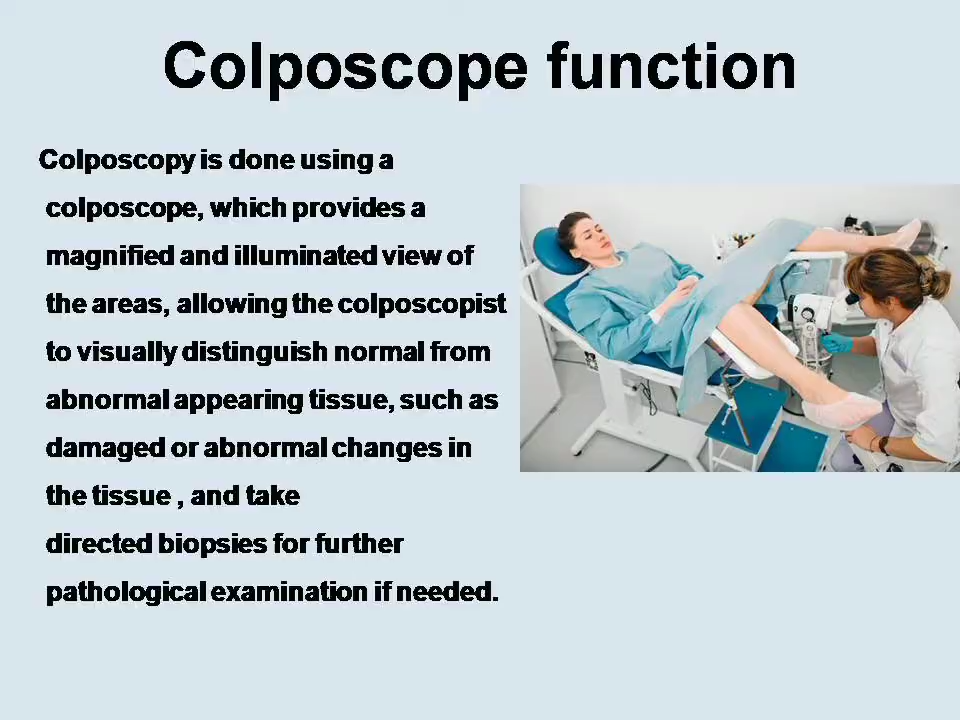 Colposcope function
Colposcopy is done using a
colposcope, which provides a
magnified and illuminated view of
the areas, allowing the colposcopist
to visually distinguish normal from
abnormal appearing tissue, such as
damaged or abnormal changes in
the tissue , and take
directed biopsies for further
pathological examination if needed.